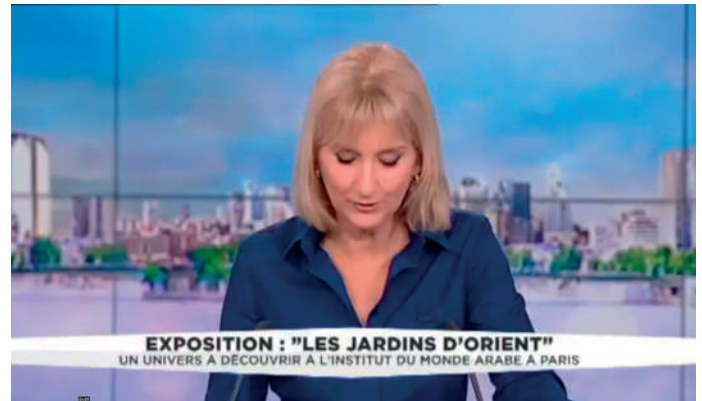 EXPOSITION : "LES JARDINS D'ORIENT"
UN UNIVERS À DÉCOUVRIR À L'INSTITUT DU MONDE ARABE À PARIS